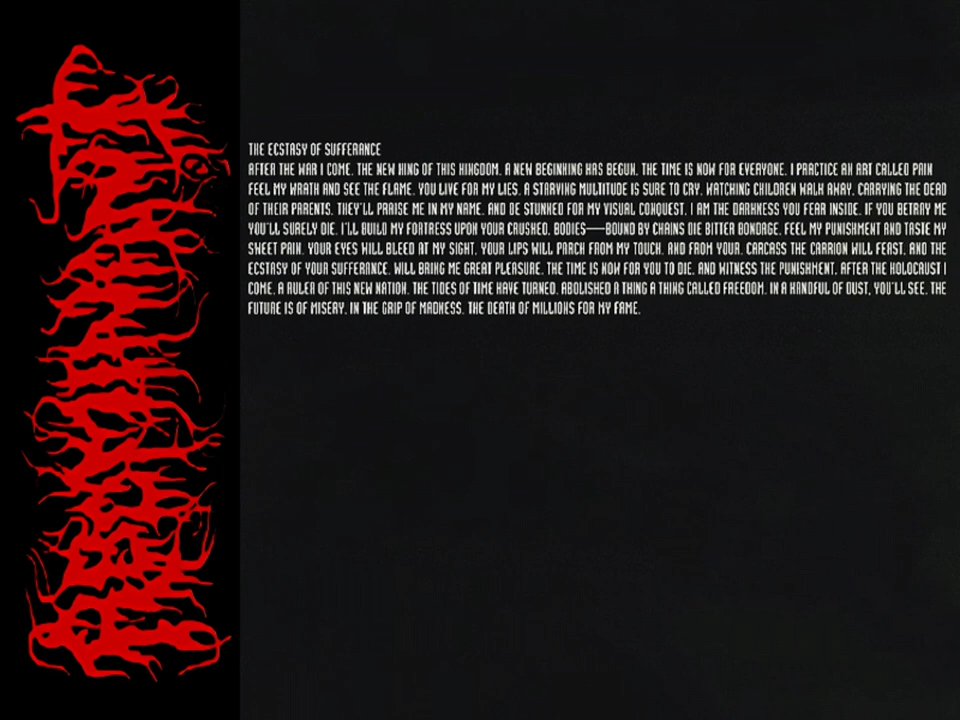 THE ECSTASY OF SUFFERANCE
AFTER THE WAR I COME. THE NEW KING OF THIS KINGDOM. A NEW BEGINNING HAS BEGUN. THE TIME IS NOW FOR EVERYONE. I PRACTICE AN ART CALLED PAIN
FEEL MY WRATH AND SEE THE FLAME. YOU LIVE FOR MY LIES. A STARVING MULTITUDE IS SURE TO CRY. WATCHING CHILDREN WALK AWAY. CARRYING THE DEAD
OF THEIR PARENTS. THEY'LL PRAISE ME IN MY NAME. AND BE STUNKED FOR MY VISUAL CONQUEST. I AM THE DARKNESS YOU FEAR INSIDE. IF YOU BETRAY ME
YOU'LL SURELY DIE. I'LL BUILD MY FORTRESS UPON YOUR CRUSHED. BODIES—BOUND BY CHAINS DIE BITTER BONDAGE. FEEL MY PUNISHMENT AND TASTE MY
SWEET PAIN. YOUR EYES WILL BLEED AT MY SIGHT. YOUR LIPS WILL PARCH FROM MY TOUCH. AND FROM YOUR. CARCASS THE CARRION WILL FEAST. AND THE
ECSTASY OF YOUR SUFFERANCE. WILL BRING ME GREAT PLEASURE. THE TIME IS NOW FOR YOU TO DIE. AND WITNESS THE PUNISHMENT. AFTER THE HOLOCAUST I
COME. A RULER OF THIS NEW NATION. THE TIDES OF TIME HAVE TURNED. ABOLISHED A THING A THING CALLED FREEDOM. IN A HANDFUL OF DUST, YOU'LL SEE. THE
FUTURE IS OF MISERY. IN THE GRIP OF MADNESS. THE DEATH OF MILLIONS FOR MY FAME.